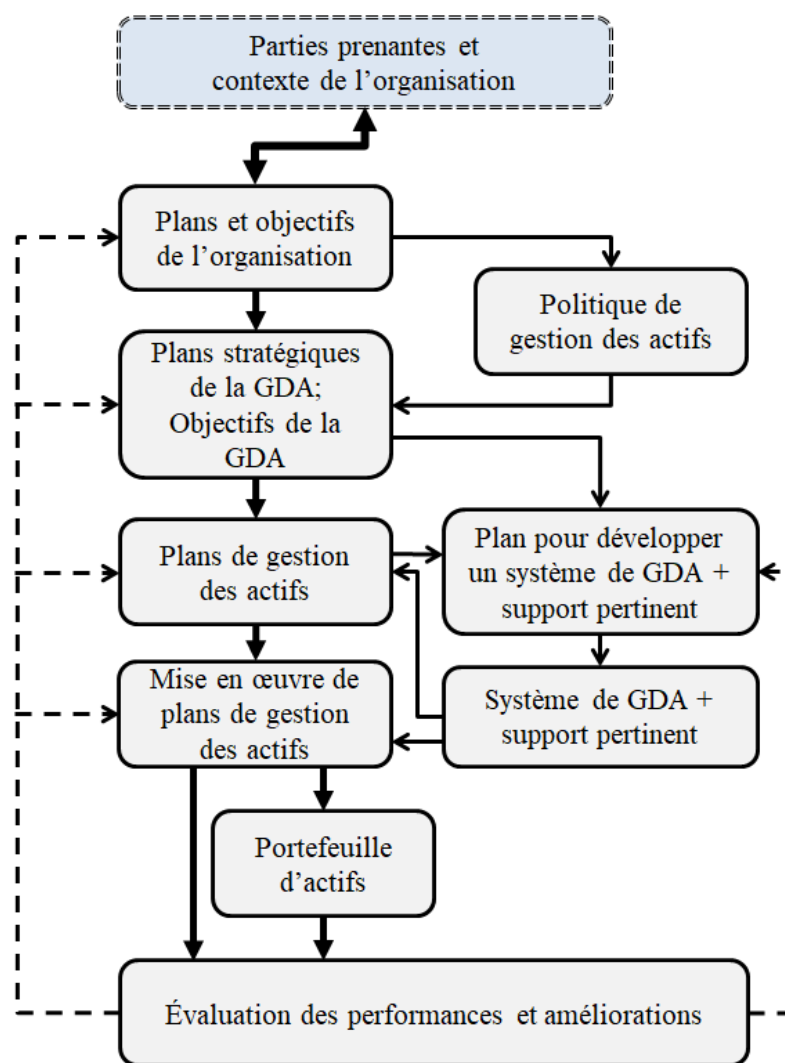 Parties prenantes et
contexte de l’organisation
Plans et objectifs
de l’organisation
Politique de
gestion des actifs
Plans stratégiques
de la GDA;
Objectifs de la
GDA
Plans de gestion
des actifs
Plan pour développer
un système de GDA +
support pertinent
Mise en œuvre de
plans de gestion
des actifs
Système de GDA +
support pertinent
Portefeuille
d’actifs
Évaluation des performances et améliorations